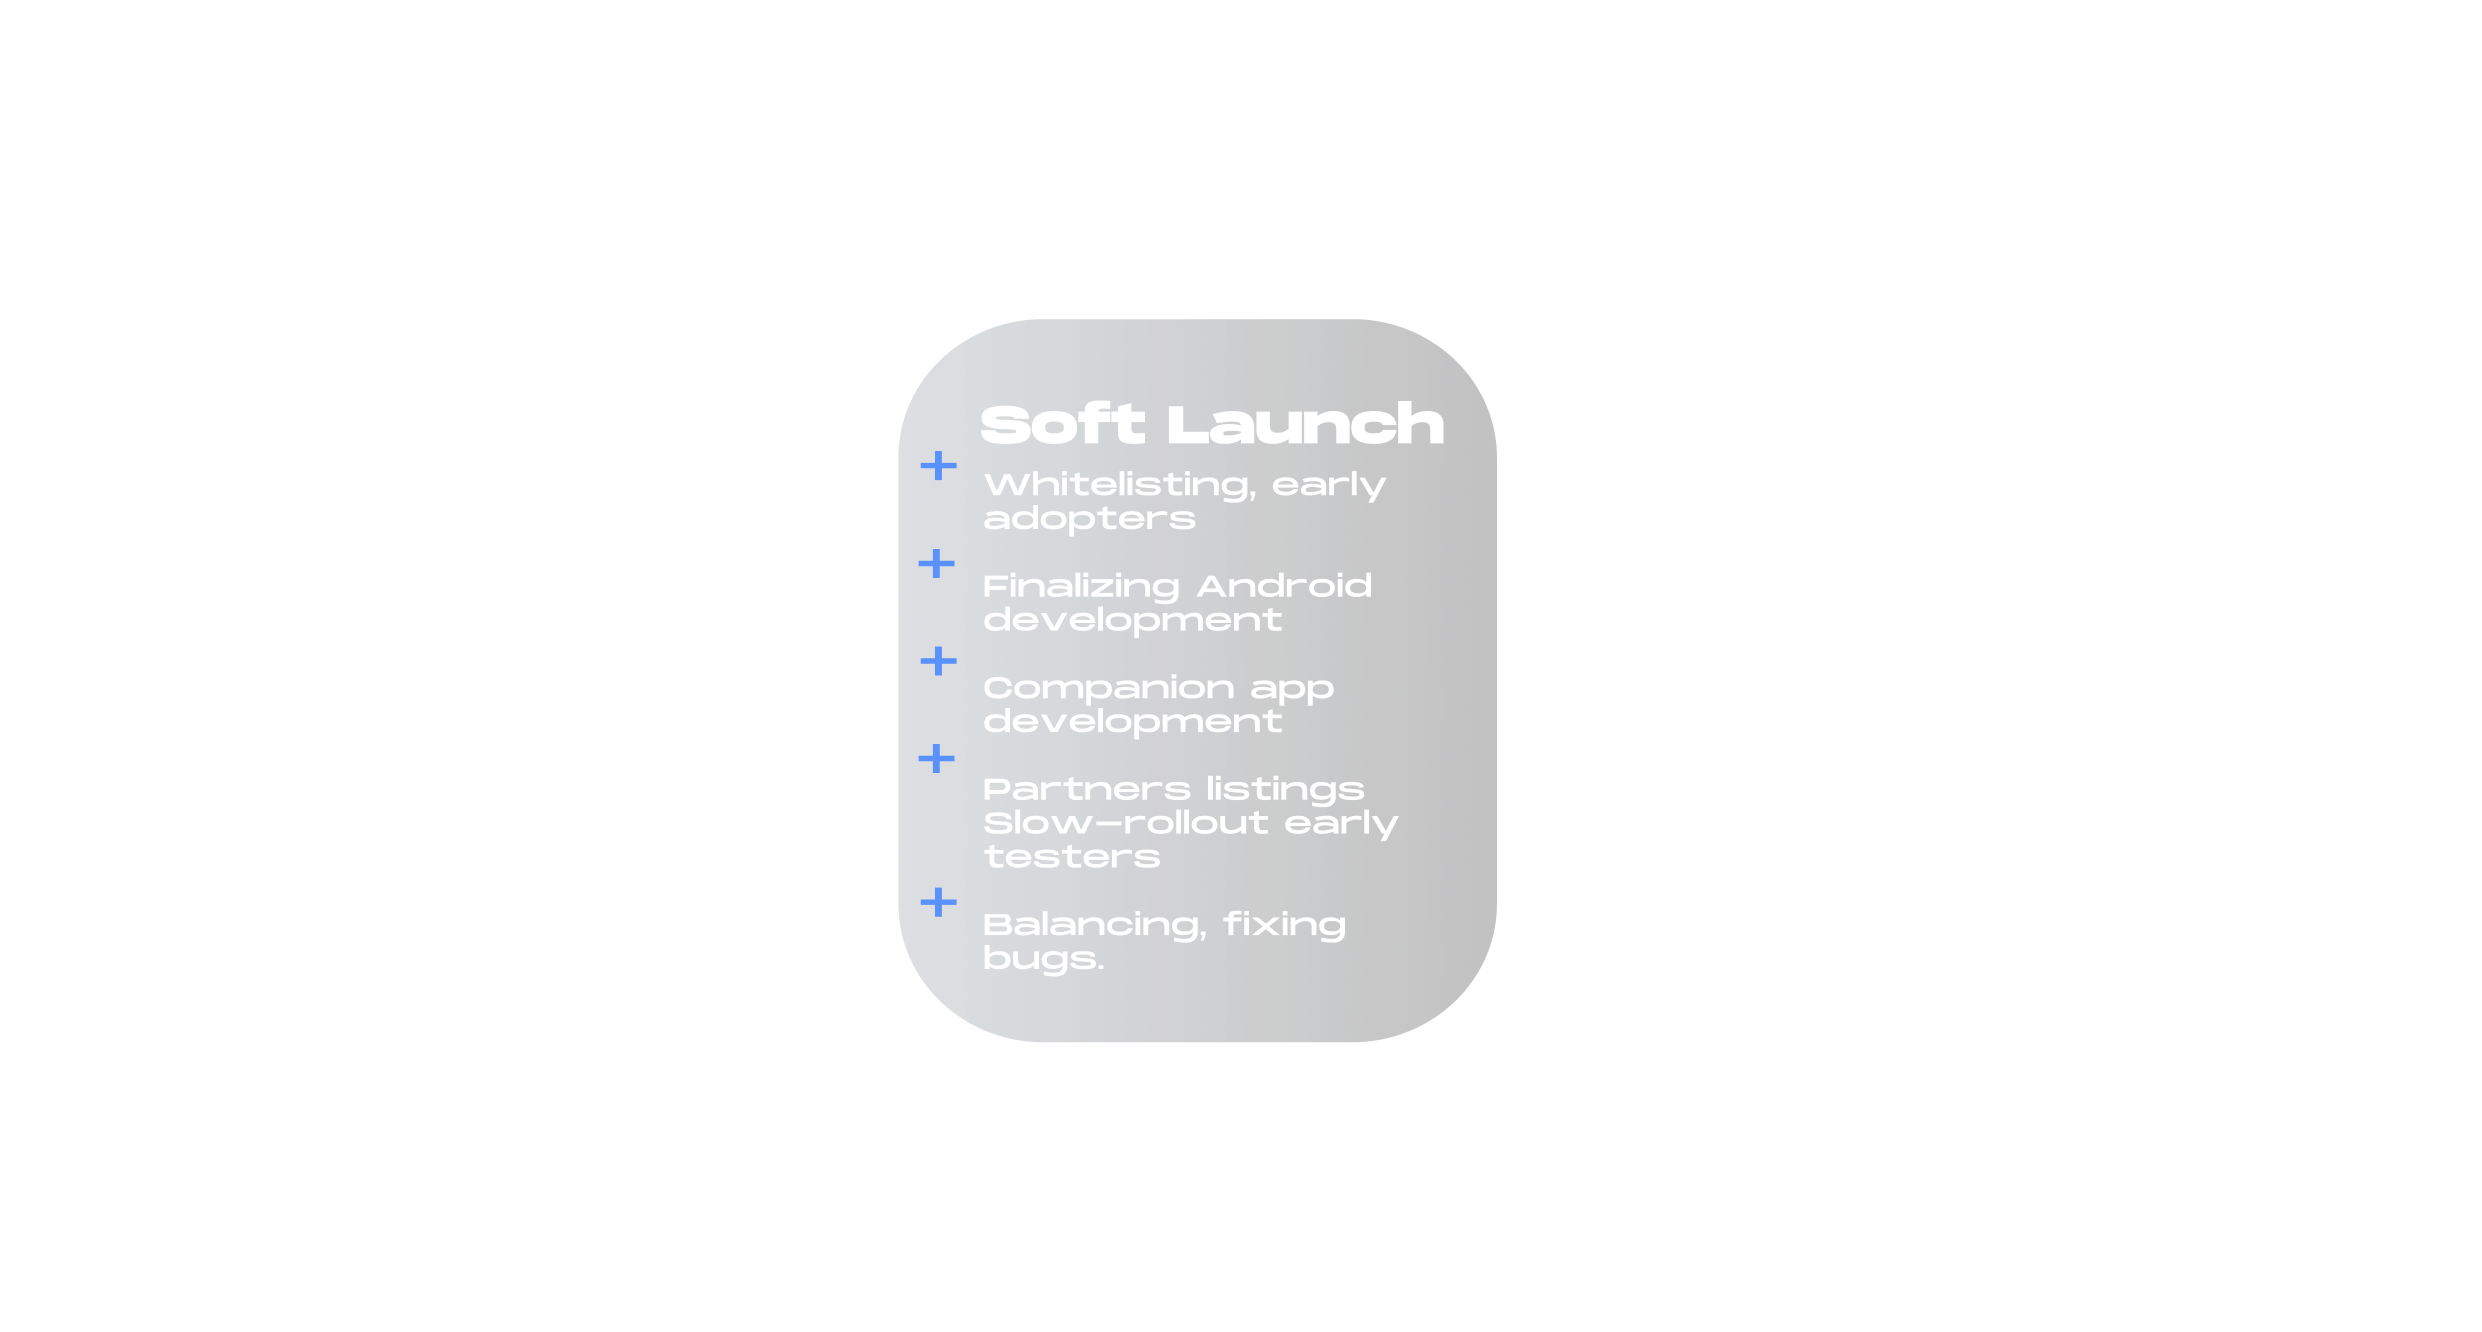 Soft Launch
Whitelisting, early
adopters
Finalizing Android
development
Companion app
development
Partners listings
Slow-rollout early
testers
Balancing, fixing
bugs.